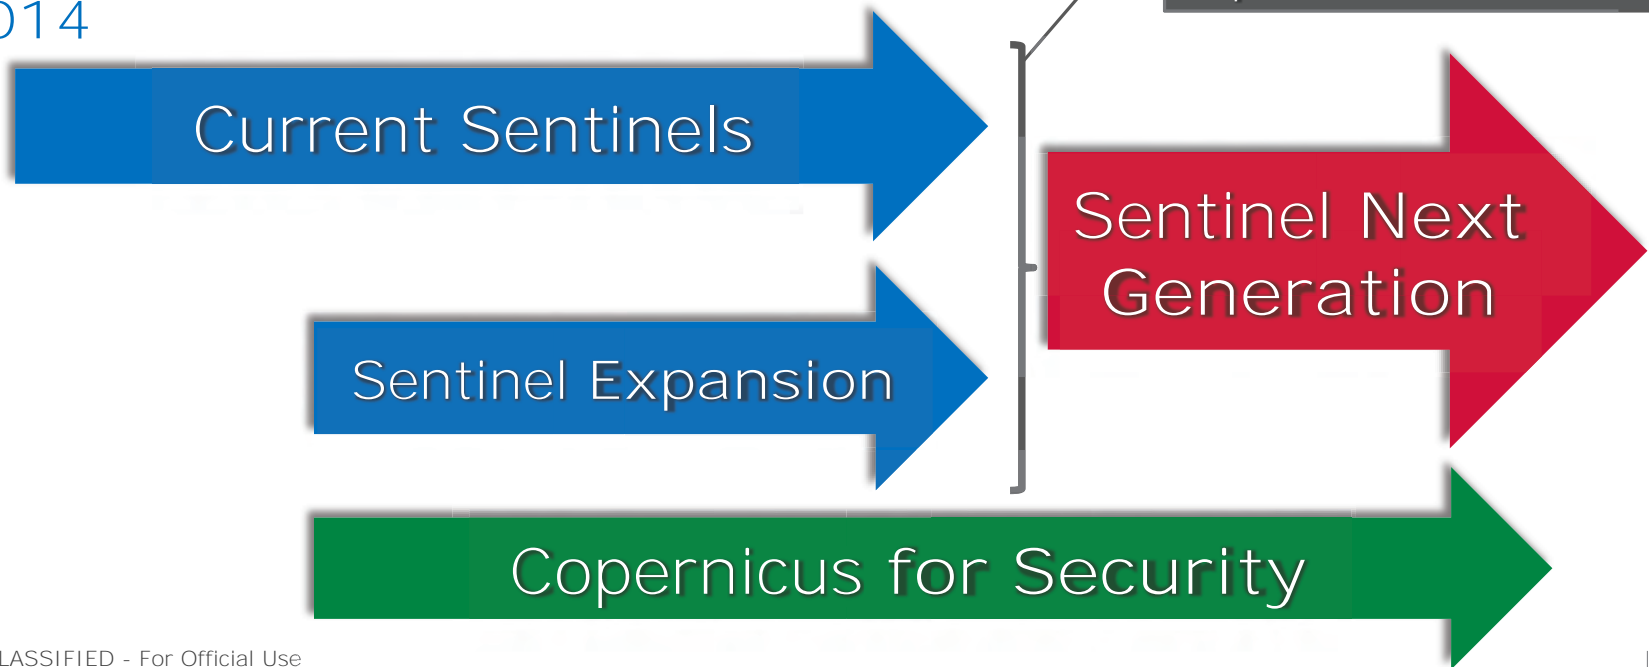 014
Current Sentinels
Sentinel Next
Generation
Sentinel Expansion
Copernicus for Security
LASSIFIED - For Official Use